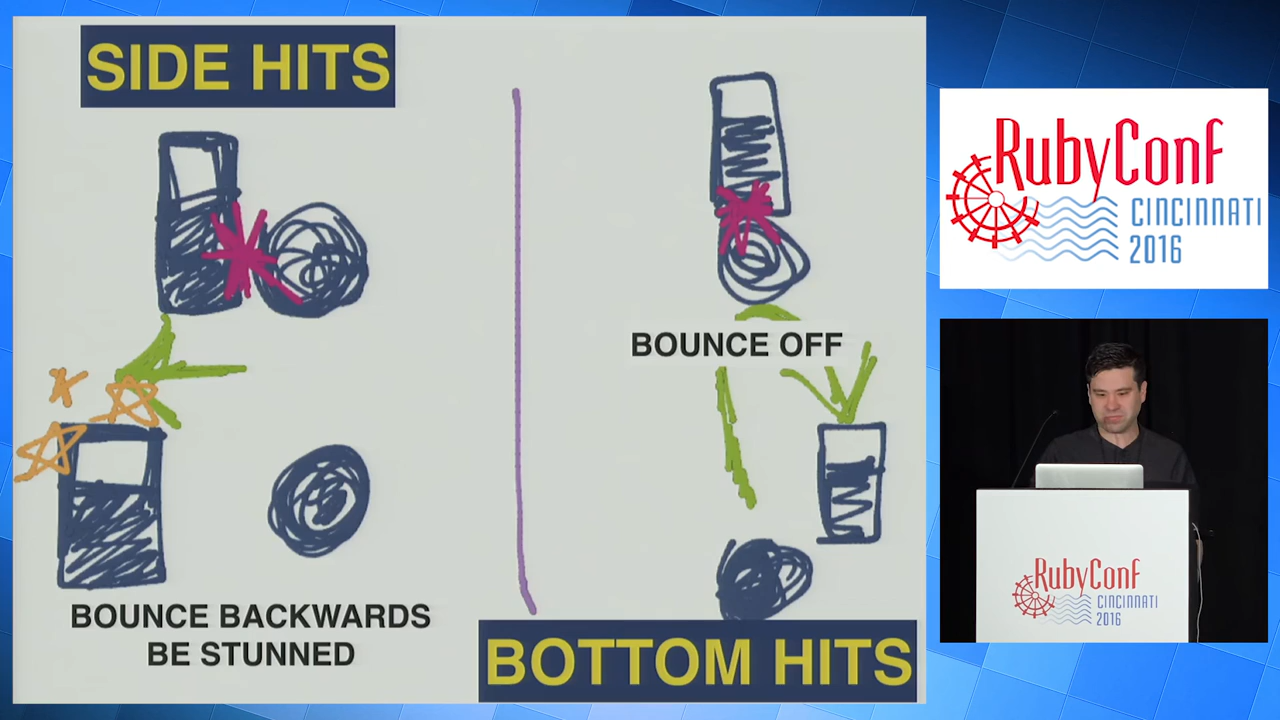 SIDE HITS
BOUNCE OFF
BOUNCE BACKWARDS
BE STUNNED
BOTTOM HITS
RubyConf
CINCINNATI
2016
RubyConf
CINCINNATI
2016